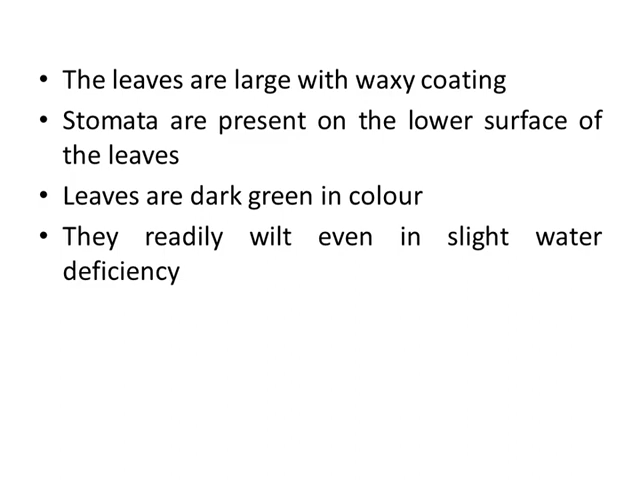 • The leaves are large with waxy coating
• Stomata are present on the lower surface of
the leaves
• Leaves are dark green in colour
• They readily wilt even in slight water
deficiency